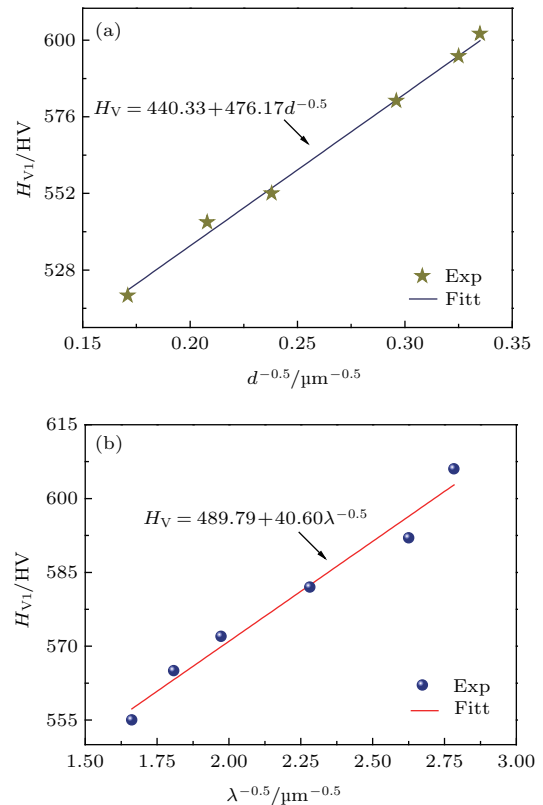 (a)
600
576
552
528
H_V1/HV
H_V = 440.33+476.17d^−0.5
Exp
Fitt
0.15 0.20 0.25 0.30 0.35
d^−0.5/µm^−0.5
(b)
615
600
585
570
555
H_V1/HV
H_V = 489.79+40.60λ^−0.5
Exp
Fitt
1.50 1.75 2.00 2.25 2.50 2.75 3.00
λ^−0.5/µm^−0.5